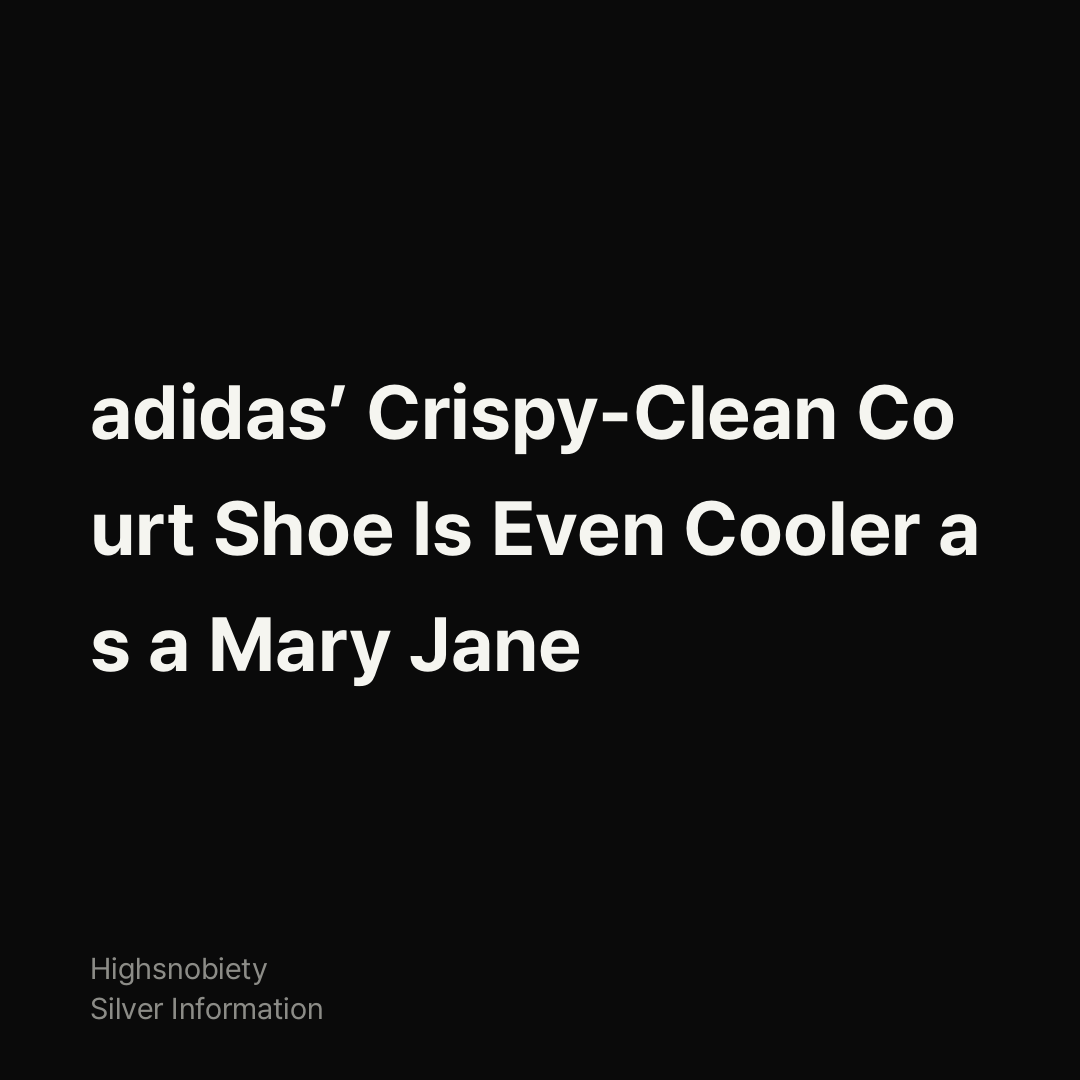 adidas’ Crispy-Clean Co
urt Shoe Is Even Cooler a
s a Mary Jane
Highsnobiety
Silver Information